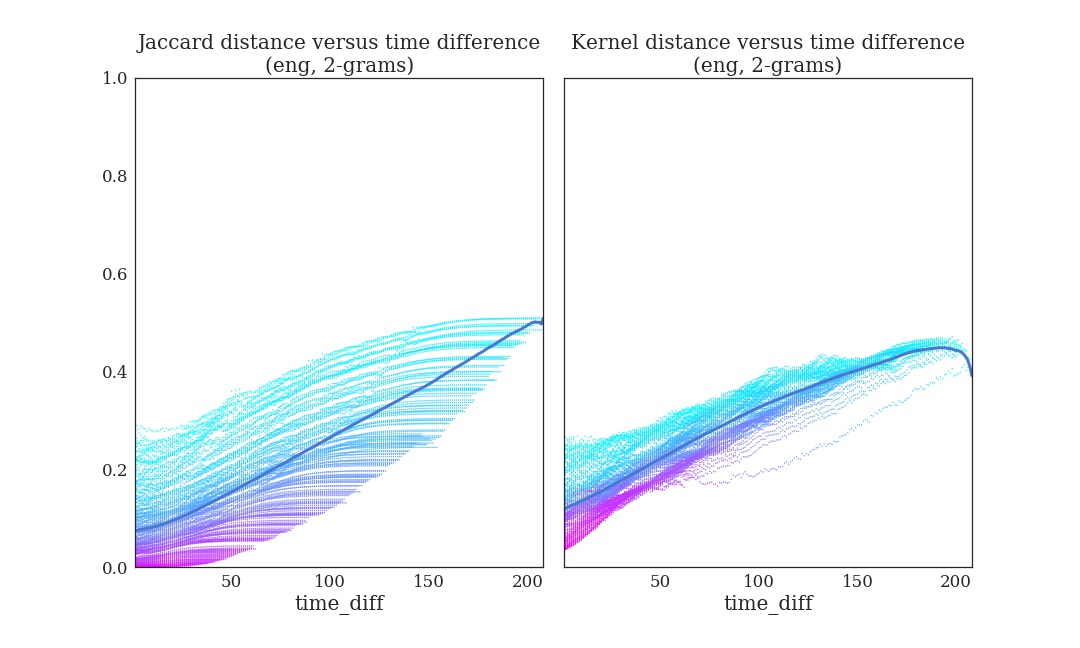 Jaccard distance versus time difference
(eng, 2-grams)
Kernel distance versus time difference
(eng, 2-grams)
1.0
0.8
0.6
0.4
0.2
0.0
50 100 150 200
50 100 150 200
time_diff
time_diff